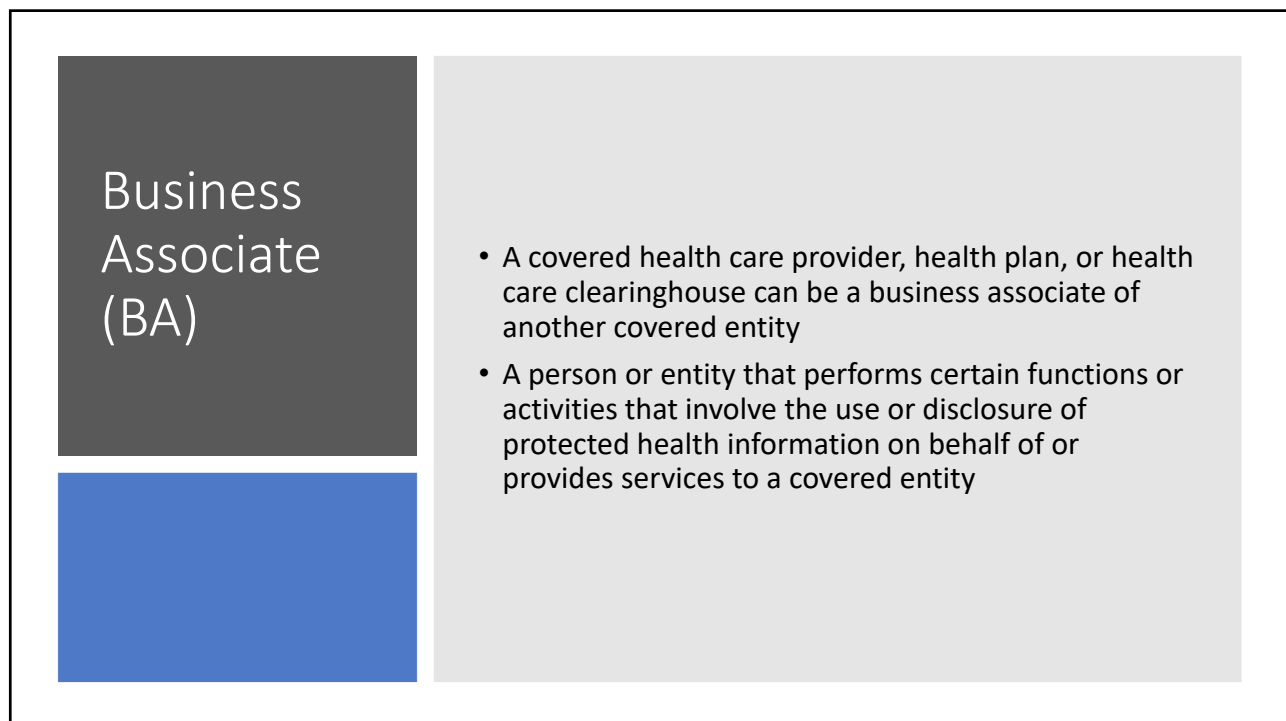 Business
Associate
(BA)
• A covered health care provider, health plan, or health
care clearinghouse can be a business associate of
another covered entity
• A person or entity that performs certain functions or
activities that involve the use or disclosure of
protected health information on behalf of or
provides services to a covered entity